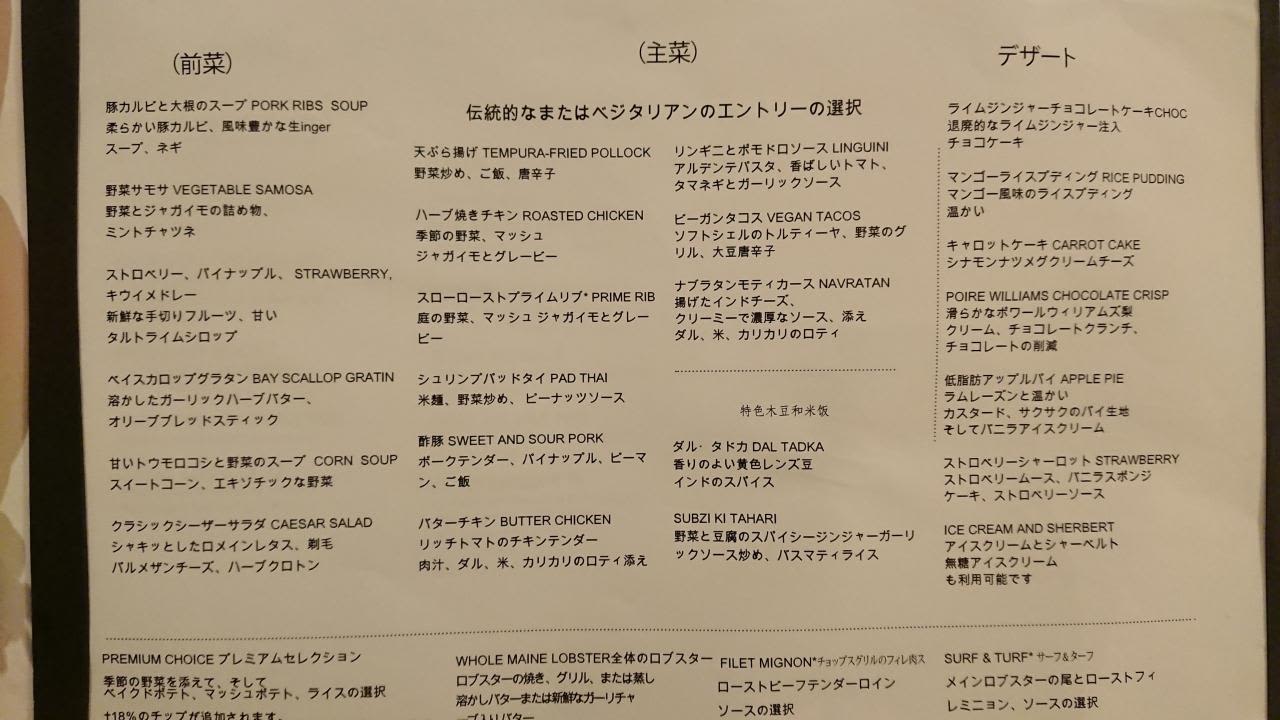 (前菜)
豚カルビと大根のスープ PORK RIBS SOUP
柔らかい豚カルビ、風味豊かな生inger
スープ、ネギ
野菜サモサ VEGETABLE SAMOSA
野菜とジャガイモの詰め物、
ミントチャツネ
ストロベリー、パイナップル、 STRAWBERRY,
キウイメドレー
新鮮な手切りフルーツ、甘い
タルトライムシロップ
ベイスカロップグラタン BAY SCALLOP GRATIN
溶かしたガーリックハーブバター、
オリーブブレッドスティック
甘いトウモロコシと野菜のスープ CORN SOUP
スイートコーン、エキゾチックな野菜
クラシックシーザーサラダ CAESAR SALAD
シャキッとしたロメインレタス、剃毛
パルメザンチーズ、ハーブクロトン
(主菜)
伝統的なまたはベジタリアンのエントリーの選択
天ぷら揚げ TEMPURA-FRIED POLLOCK
野菜炒め、ご飯、唐辛子
ハーブ焼きチキン ROASTED CHICKEN
季節の野菜、マッシュ
ジャガイモとグレービー
スローローストプライムリブ* PRIME RIB
庭の野菜、マッシュ ジャガイモとグレー
ビー
シュリンプパッドタイ PAD THAI
米麺、野菜炒め、 ピーナッツソース
酢豚 SWEET AND SOUR PORK
ポークテンダー、パイナップル、ピーマ
ン、ご飯
バターチキン BUTTER CHICKEN
リッチトマトのチキンテンダー
肉汁、ダル、米、カリカリのロティ添え
リンギニとポモドロソース LINGUINI
アルデンテパスタ、香ばしいトマト、
タマネギとガーリックソース
ビーガンタコス VEGAN TACOS
ソフトシェルのトルティーヤ、野菜のグ
リル、大豆唐辛子
ナブラタンモティカース NAVRATAN
揚げたインドチーズ、
クリーミーで濃厚なソース、添え
ダル、米、カリカリのロティ
特色木豆和米饭
ダル・ タドカ DAL TADKA
香りのよい黄色レンズ豆
インドのスパイス
SUBZI KI TAHARI
野菜と豆腐のスパイシージンジャーガーリ
ックソース炒め、バスマティライス
デザート
ライムジンジャーチョコレートケーキCHOC
退廃的なライムジンジャー注入
チョコケーキ
マンゴーライスプディング RICE PUDDING
マンゴー風味のライスプディング
温かい
キャロットケーキ CARROT CAKE
シナモンナツメグクリームチーズ
POIRE WILLIAMS CHOCOLATE CRISP
滑らかなポワールウィリアムズ梨
クリーム、チョコレートクランチ、
チョコレートの削減
低脂肪アップルパイ APPLE PIE
ラムレーズンと温かい
カスタード、サクサクのパイ生地
そしてバニラアイスクリーム
ストロベリーシャーロット STRAWBERRY
ストロベリームース、バニラスポンジ
ケーキ、ストロベリーソース
ICE CREAM AND SHERBERT
アイスクリームとシャーベルト
無糖アイスクリーム
も利用可能です
PREMIUM CHOICE プレミアムセレクション
季節の野菜を添えて、そして
ベイクドポテト、マッシュポテト、ライスの選択
†18%のチップが追加されます。
WHOLE MAINE LOBSTER全体のロブスター
ロブスターの焼き、グリル、または蒸し
溶かしバターまたは新鮮なガーリチャ
ーブ入りバター
FILET MIGNON*チョップスグリルのフィレ肉ス
ローストビーフテンダーロイン
ソースの選択
SURF & TURF* サーフ&ターフ
メインロブスターの尾とローストフィ
レミニョン、ソースの選択